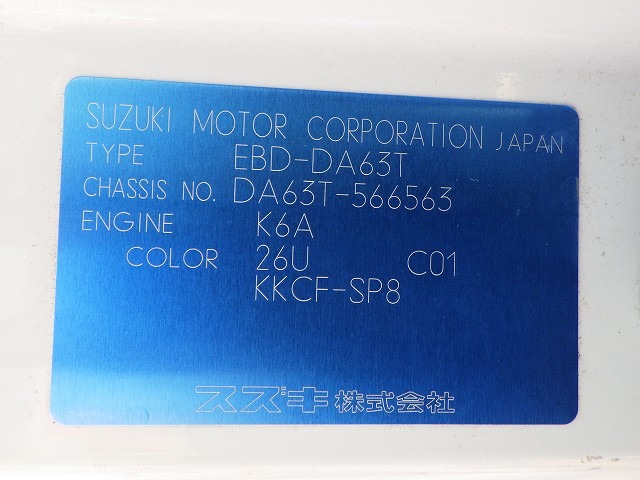 SUZUKI MOTOR CORPORATION JAPAN
TYPE EBD-DA63T
CHASSIS NO. DA63T-566563
ENGINE K6A
COLOR 26U C01
KKCF-SP8
スズキ株式会社